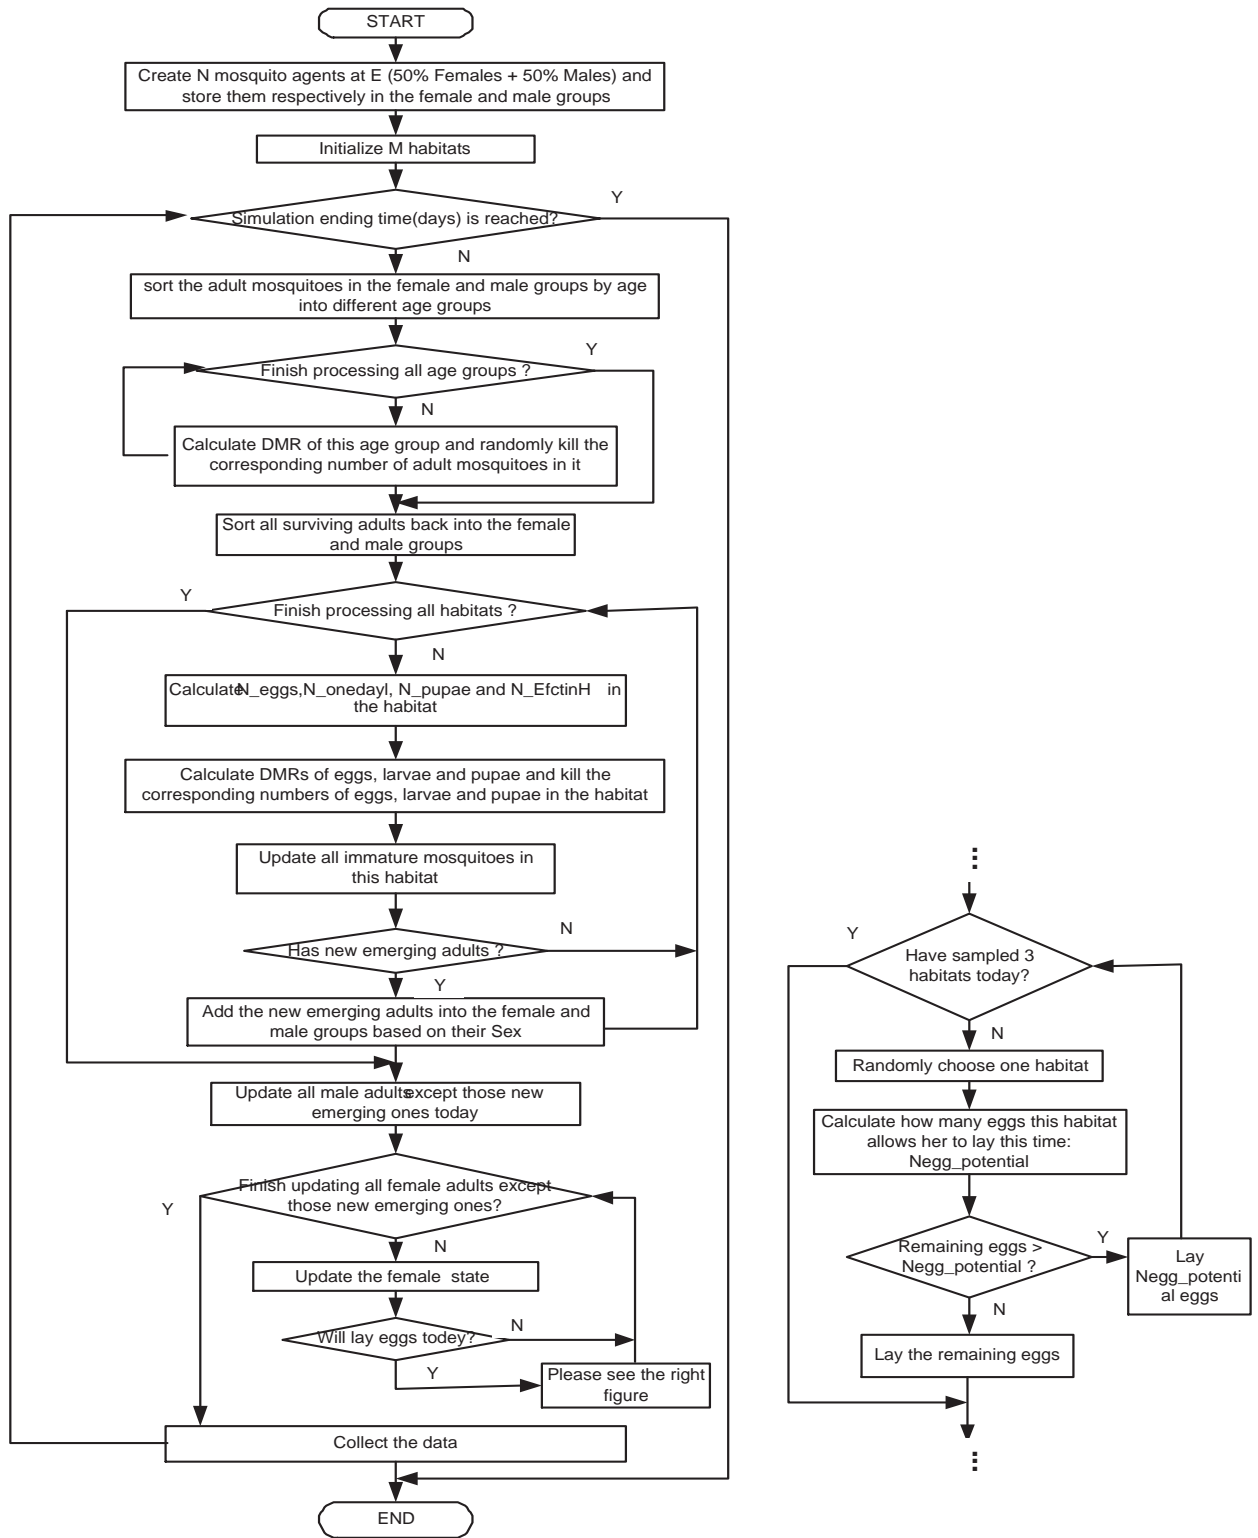 START
Create N mosquito agents at E (50% Females + 50% Males) and
store them respectively in the female and male groups
Initialize M habitats
Y
Simulation ending time(days) is reached?
N
sort the adult mosquitoes in the female and male groups by age
into different age groups
Y
Finish processing all age groups ?
N
Calculate DMR of this age group and randomly kill the
corresponding number of adult mosquitoes in it
Sort all surviving adults back into the female
and male groups
Y
Finish processing all habitats ?
N
Calculate N_eggs,N_onedayl, N_pupae and N_EfctinH in
the habitat
Calculate DMRs of eggs, larvae and pupae and kill the
corresponding numbers of eggs, larvae and pupae in the habitat
Update all immature mosquitoes in
this habitat
N
Has new emerging adults ?
Y
Add the new emerging adults into the female and
male groups based on their Sex
Update all male adults except those new
emerging ones today
Finish updating all female adults except
those new emerging ones?
Y
N
Update the female state
N
Will lay eggs todey?
Y
Please see the right
figure
Collect the data
END
...
Y
Have sampled 3
habitats today?
N
Randomly choose one habitat
Calculate how many eggs this habitat
allows her to lay this time:
Negg_potential
Remaining eggs >
Negg_potential ?
Y
Lay
Negg_potenti
al eggs
N
Lay the remaining eggs
...